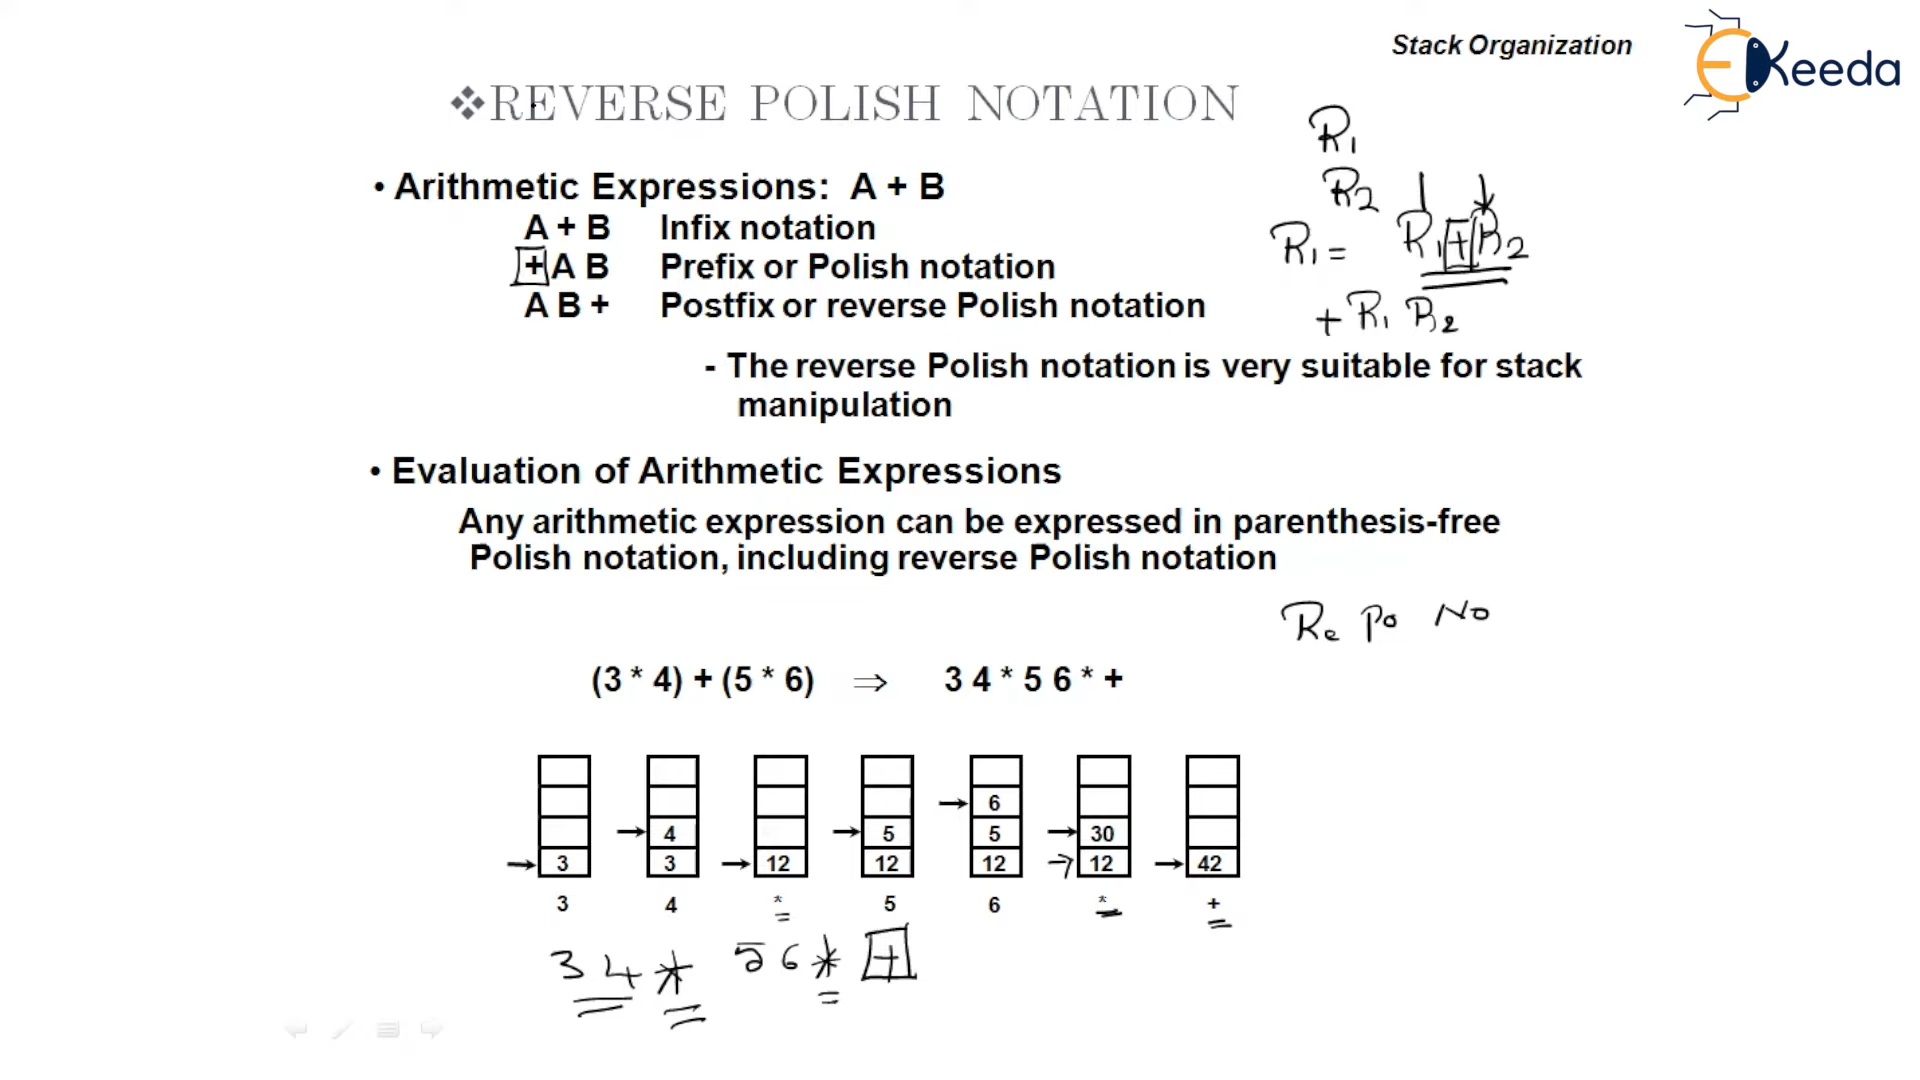 Stack Organization
EKeeda
❖REVERSE POLISH NOTATION
R1
• Arithmetic Expressions: A + B
R2
A + B Infix notation
R1 = R1 + R2
+ A B Prefix or Polish notation
A B + Postfix or reverse Polish notation
+ R1 R2
- The reverse Polish notation is very suitable for stack
manipulation
• Evaluation of Arithmetic Expressions
Any arithmetic expression can be expressed in parenthesis-free
Polish notation, including reverse Polish notation
Re Po No
(3 * 4) + (5 * 6) ⇒ 3 4 * 5 6 * +
6
4 5 5 30
3 3 12 12 12 12 42
3 4 * 5 6 * +
3 4 * 5 6 * +